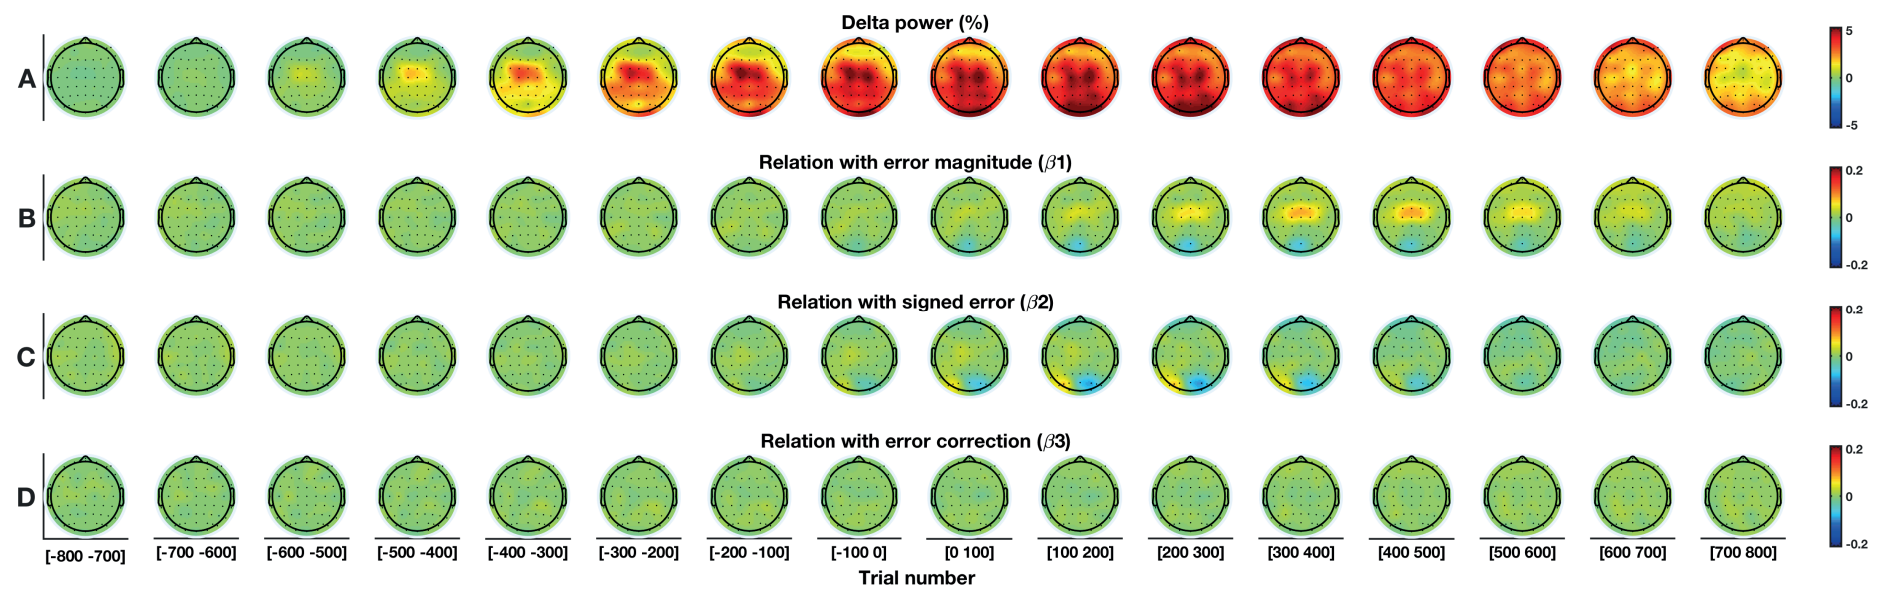 Delta power (%)
A
5
0
-5
Relation with error magnitude (β1)
B
0.2
0
-0.2
Relation with signed error (β2)
C
0.2
0
-0.2
Relation with error correction (β3)
D
0.2
0
-0.2
[-800 -700] [-700 -600] [-600 -500] [-500 -400] [-400 -300] [-300 -200] [-200 -100] [-100 0] [0 100] [100 200] [200 300] [300 400] [400 500] [500 600] [600 700] [700 800]
Trial number